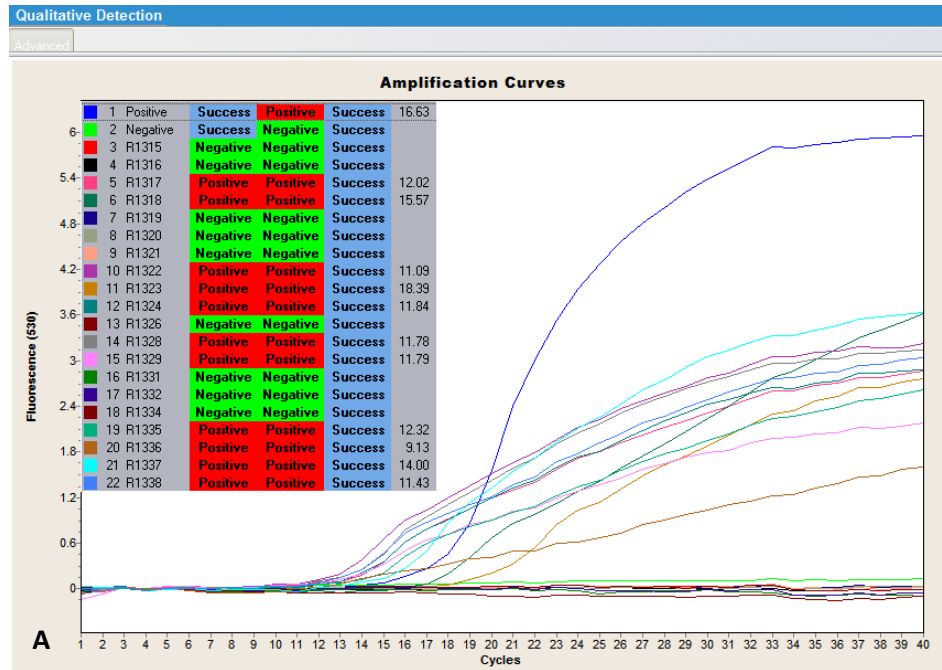 Qualitative Detection
Advanced
Amplification Curves
1 Positive Success Positive Success 16.63
2 Negative Success Negative Success
3 R1315 Negative Negative Success
4 R1316 Negative Negative Success
5 R1317 Positive Positive Success 12.02
6 R1318 Positive Positive Success 15.57
7 R1319 Negative Negative Success
8 R1320 Negative Negative Success
9 R1321 Negative Negative Success
10 R1322 Positive Positive Success 11.09
11 R1323 Positive Positive Success 18.39
12 R1324 Positive Positive Success 11.84
13 R1326 Negative Negative Success
14 R1328 Positive Positive Success 11.78
15 R1329 Positive Positive Success 11.79
16 R1331 Negative Negative Success
17 R1332 Negative Negative Success
18 R1334 Negative Negative Success
19 R1335 Positive Positive Success 12.32
20 R1336 Positive Positive Success 9.13
21 R1337 Positive Positive Success 14.00
22 R1338 Positive Positive Success 11.43
6
5.4
4.8
4.2
3.6
3
2.4
1.8
1.2
0.6
0
Fluorescence (530)
1 2 3 4 5 6 7 8 9 10 11 12 13 14 15 16 17 18 19 20 21 22 23 24 25 26 27 28 29 30 31 32 33 34 35 36 37 38 39 40
Cycles
A